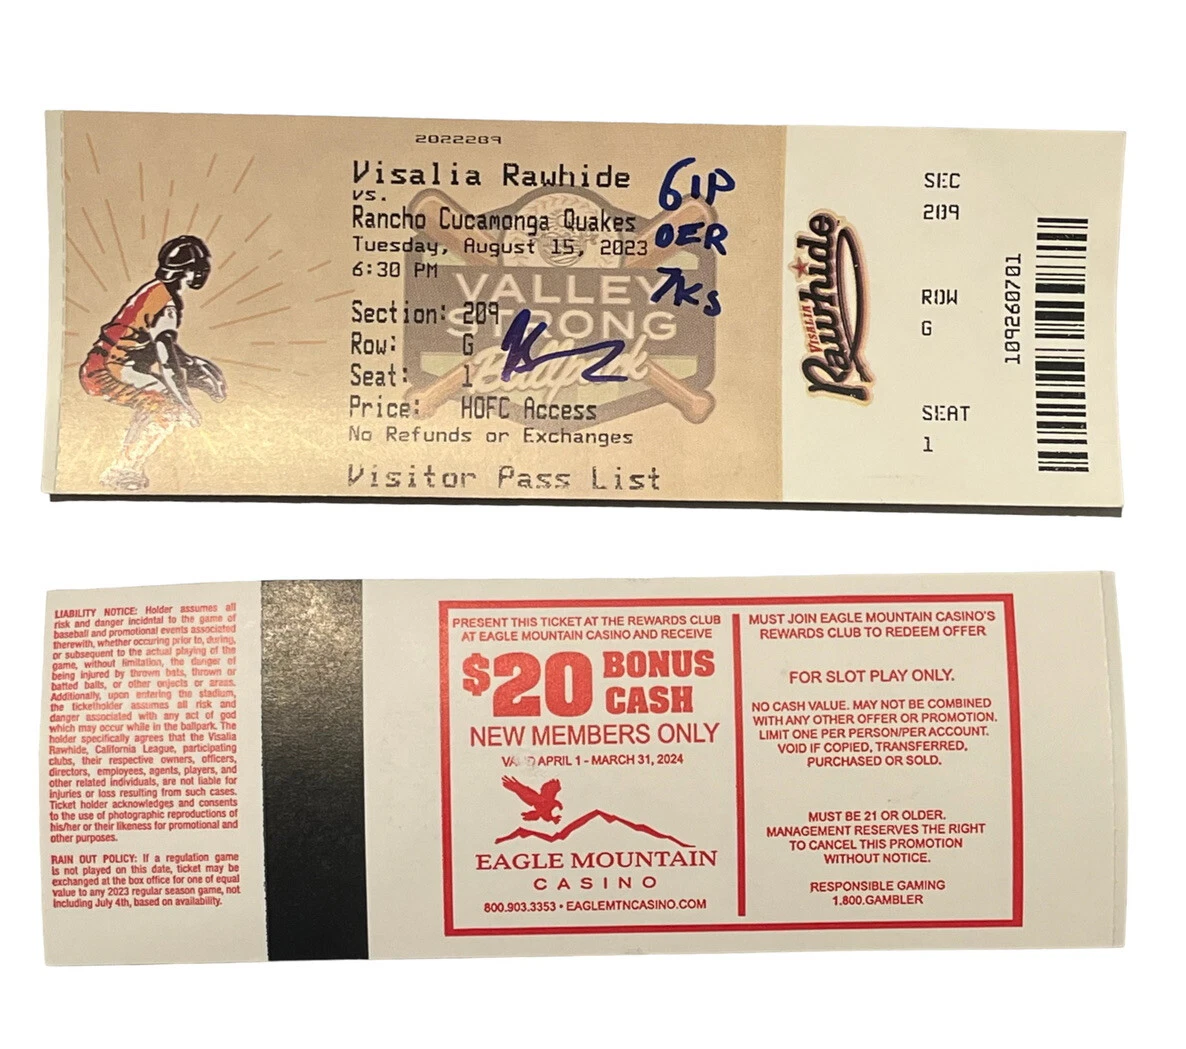 2022289
Visalia Rawhide
vs.
Rancho Cucamonga Quakes
Tuesday, August 15, 2023
6:30 PM
Section: 209
Row: G
Seat: 1
Price: HOFC Access
No Refunds or Exchanges
Visitor Pass List
VALLEY
STRONG
Ballpark
6IP
0ER
7Ks
VISALIA
Rawhide
SEC
209
ROW
G
SEAT
1
109260701
LIABILITY NOTICE: Holder assumes all
risk and danger incidntal to the game of
baseball and promotional events associated
therewith, whether occuring prior to, during,
or subsequent to the actual playing of the
game, without limitation, the danger of
being injured by thrown bats, thrown or
batted balls, or other onjects or areas.
Additionally, upon entering the stadium,
the ticketholder assumes all risk and
danger associated with any act of god
which may occur while in the ballpark. The
holder specifically agrees that the Visalia
Rawhide, California League, participating
clubs, their respective owners, officers,
directors, employees, agents, players, and
other related individuals, are not liable for
injuries or loss resulting from such cases.
Ticket holder acknowledges and consents
to the use of photographic reproductions of
his/her or their likeness for promotional and
other purposes.
RAIN OUT POLICY: If a regulation game
is not played on this date, ticket may be
exchanged at the box office for one of equal
value to any 2023 regular season game, not
including July 4th, based on availability.
PRESENT THIS TICKET AT THE REWARDS CLUB
AT EAGLE MOUNTAIN CASINO AND RECEIVE
$20 BONUS
CASH
NEW MEMBERS ONLY
VALID APRIL 1 - MARCH 31, 2024
EAGLE MOUNTAIN
CASINO
800.903.3353 • EAGLEMTNCASINO.COM
MUST JOIN EAGLE MOUNTAIN CASINO'S
REWARDS CLUB TO REDEEM OFFER
FOR SLOT PLAY ONLY.
NO CASH VALUE. MAY NOT BE COMBINED
WITH ANY OTHER OFFER OR PROMOTION.
LIMIT ONE PER PERSON/PER ACCOUNT.
VOID IF COPIED, TRANSFERRED,
PURCHASED OR SOLD.
MUST BE 21 OR OLDER.
MANAGEMENT RESERVES THE RIGHT
TO CANCEL THIS PROMOTION
WITHOUT NOTICE.
RESPONSIBLE GAMING
1.800.GAMBLER